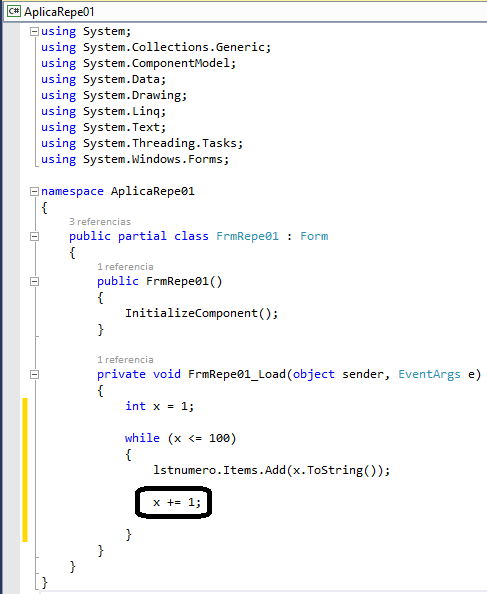 C# AplicaRepe01
using System;
using System.Collections.Generic;
using System.ComponentModel;
using System.Data;
using System.Drawing;
using System.Linq;
using System.Text;
using System.Threading.Tasks;
using System.Windows.Forms;
namespace AplicaRepe01
{
3 referencias
public partial class FrmRepe01 : Form
{
1 referencia
public FrmRepe01()
{
InitializeComponent();
}
1 referencia
private void FrmRepe01_Load(object sender, EventArgs e)
{
int x = 1;
while (x <= 100)
{
lstnumero.Items.Add(x.ToString());
x += 1;
}
}
}
}